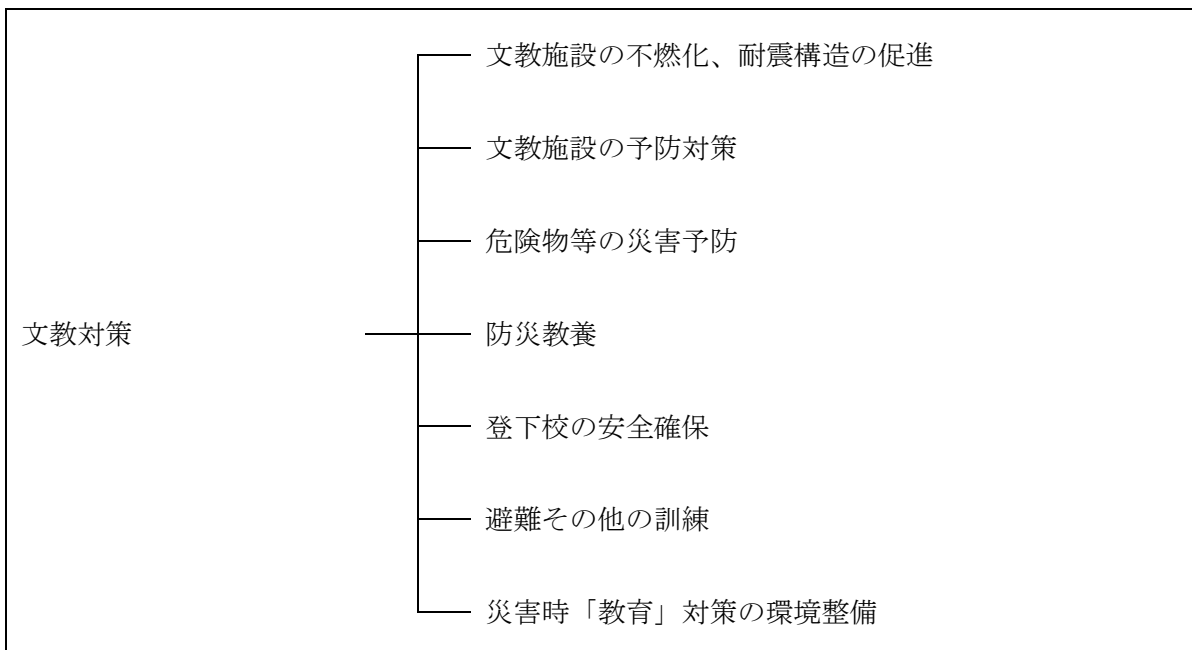 文教施設の不燃化、耐震構造の促進
文教施設の予防対策
危険物等の災害予防
文教対策
防災教養
登下校の安全確保
避難その他の訓練
災害時「教育」対策の環境整備